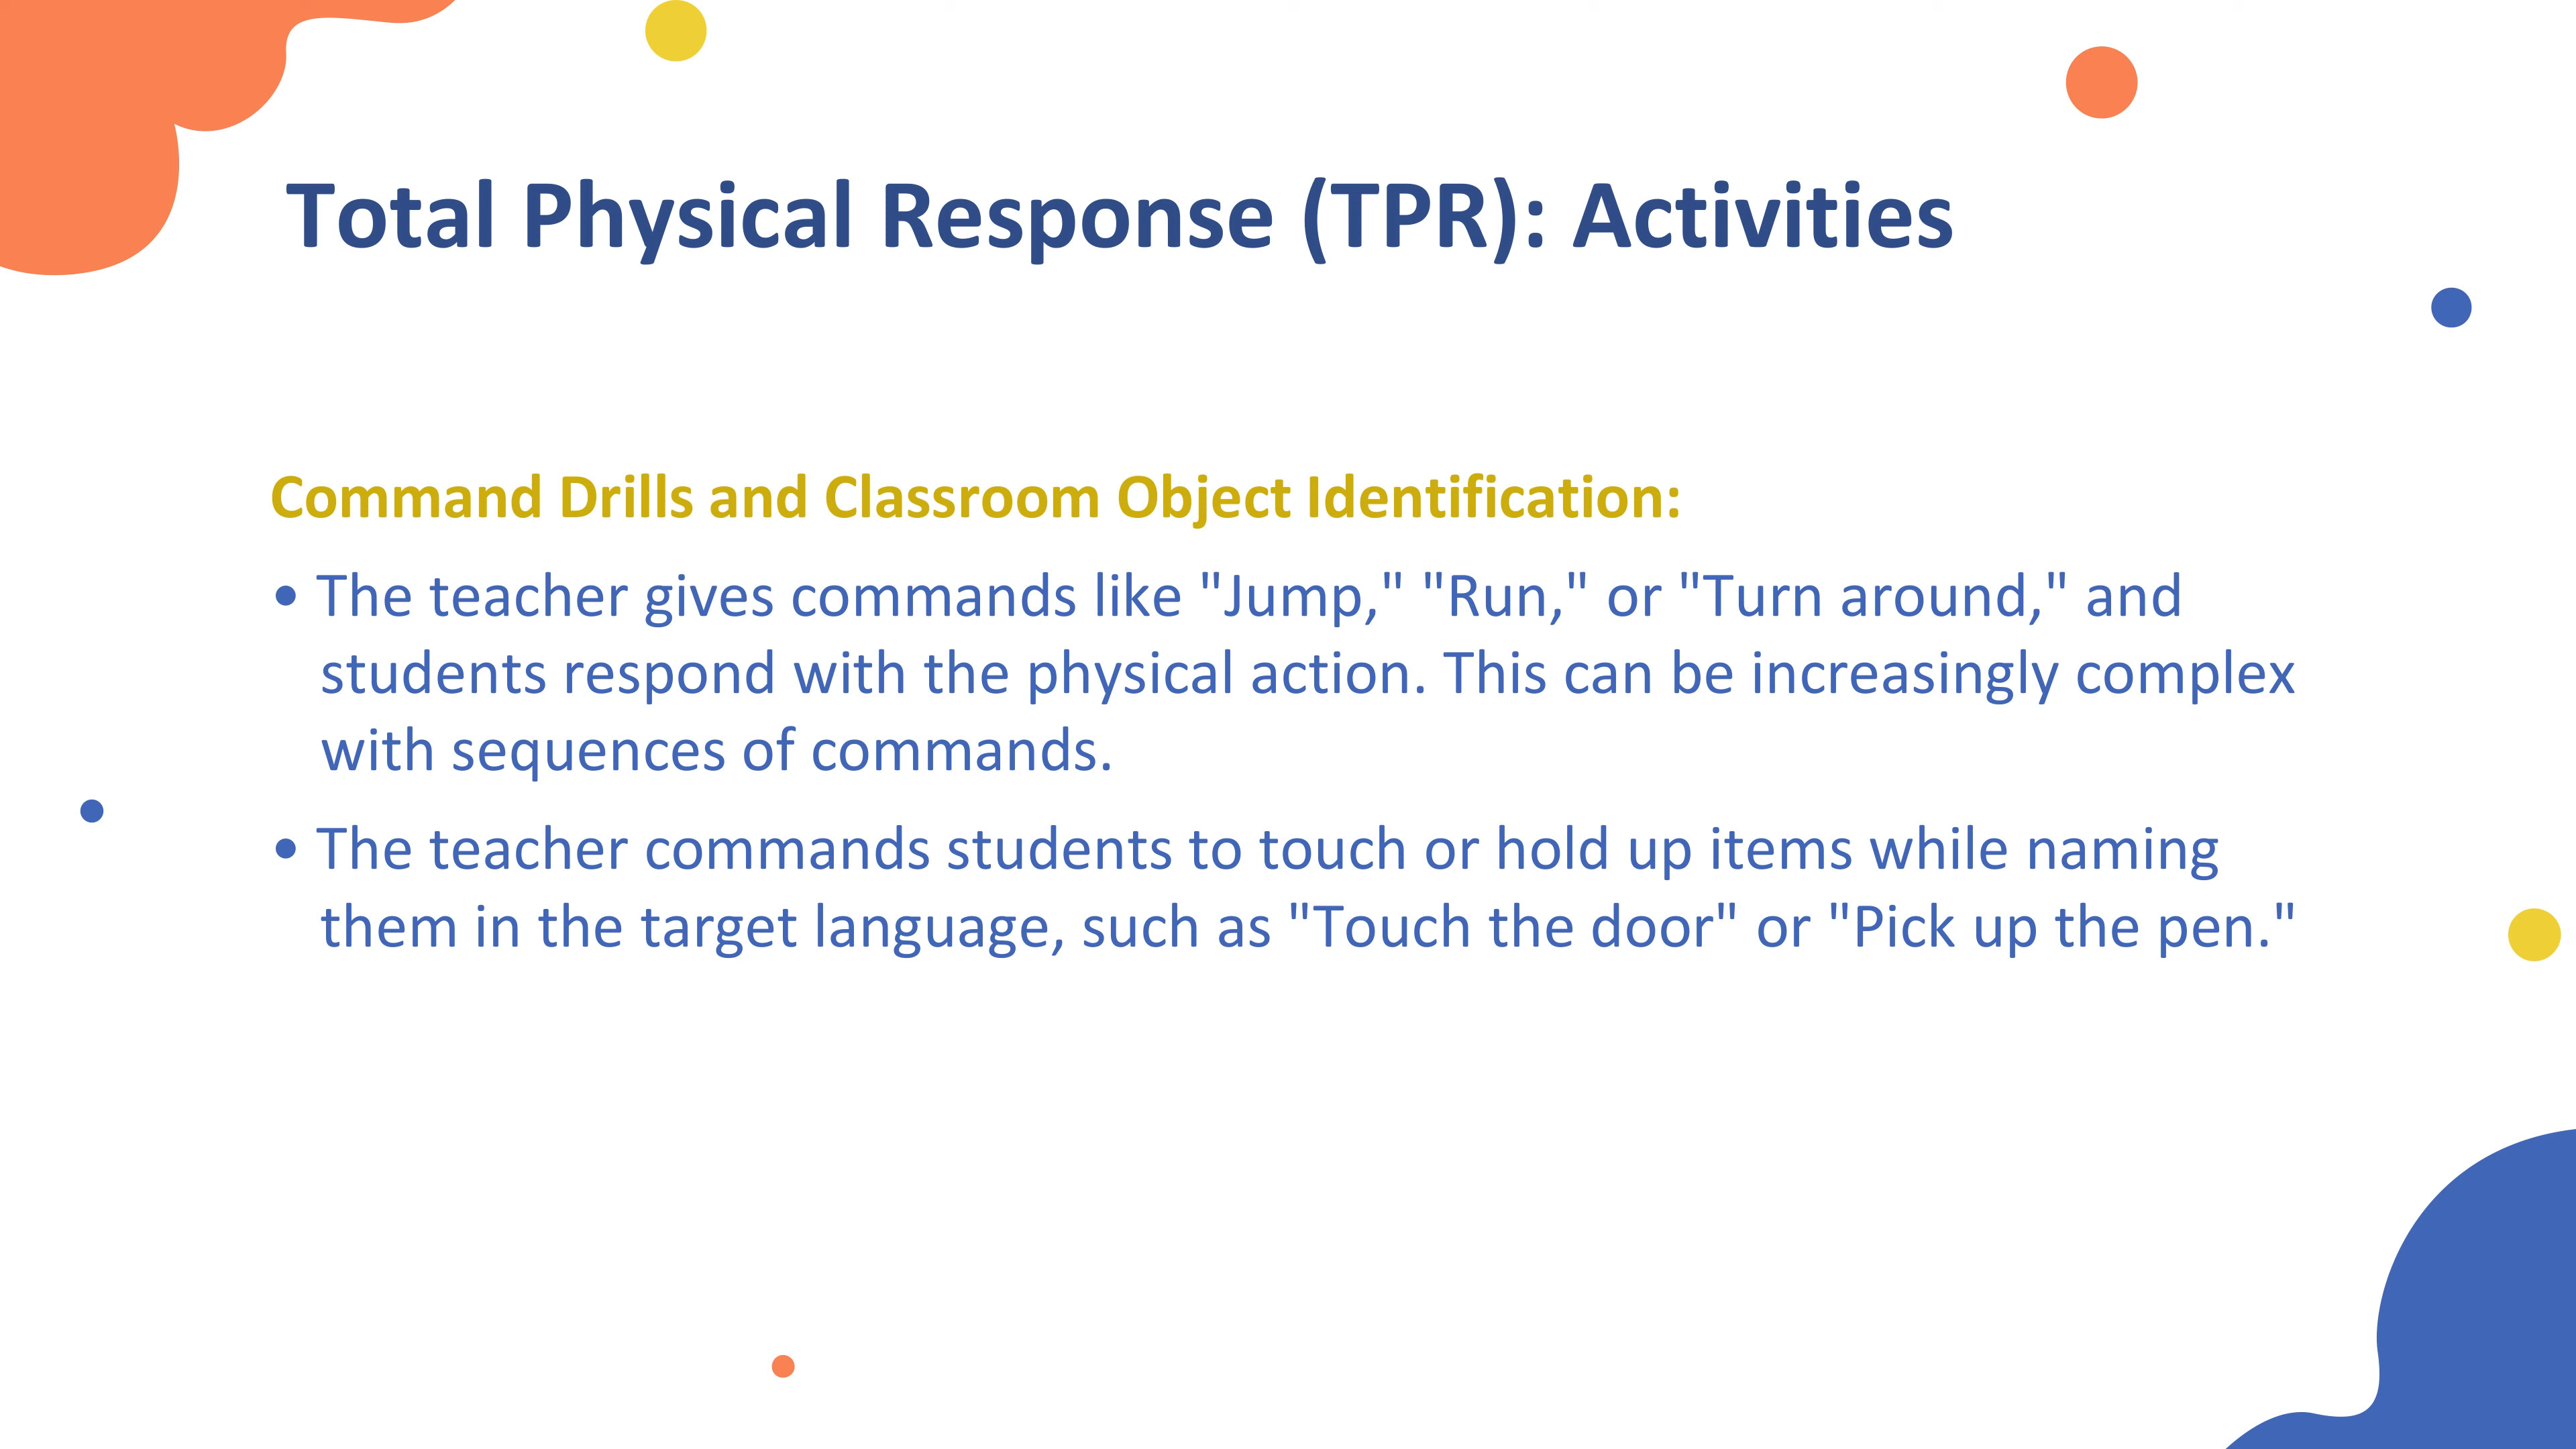 Total Physical Response (TPR): Activities
Command Drills and Classroom Object Identification:
• The teacher gives commands like "Jump," "Run," or "Turn around," and
students respond with the physical action. This can be increasingly complex
with sequences of commands.
• The teacher commands students to touch or hold up items while naming
them in the target language, such as "Touch the door" or "Pick up the pen."